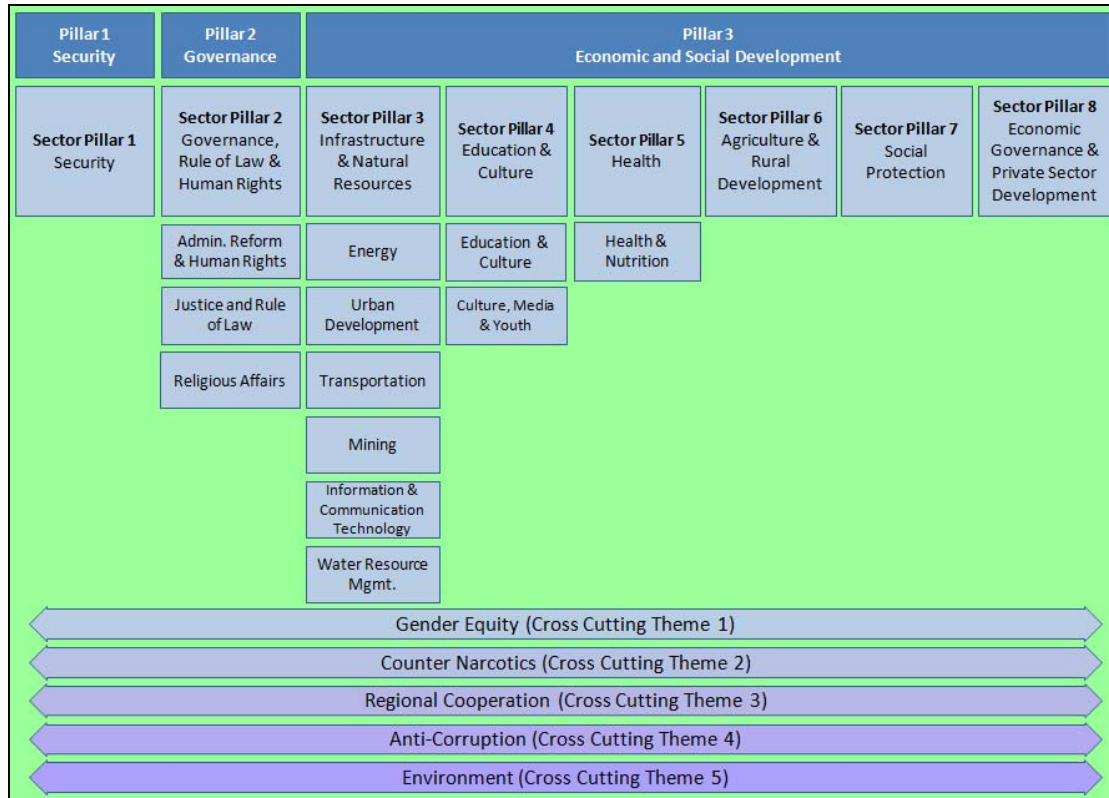 Pillar 1
Security
Pillar 2
Governance
Pillar 3
Economic and Social Development
Sector Pillar 1
Security
Sector Pillar 2
Governance,
Rule of Law &
Human Rights
Sector Pillar 3
Infrastructure
& Natural
Resources
Sector Pillar 4
Education &
Culture
Sector Pillar 5
Health
Sector Pillar 6
Agriculture &
Rural
Development
Sector Pillar 7
Social
Protection
Sector Pillar 8
Economic
Governance &
Private Sector
Development
Admin. Reform
& Human Rights
Justice and Rule
of Law
Religious Affairs
Energy
Urban
Development
Transportation
Mining
Information &
Communication
Technology
Water Resource
Mgmt.
Education &
Culture
Culture, Media
& Youth
Health &
Nutrition
Gender Equity (Cross Cutting Theme 1)
Counter Narcotics (Cross Cutting Theme 2)
Regional Cooperation (Cross Cutting Theme 3)
Anti-Corruption (Cross Cutting Theme 4)
Environment (Cross Cutting Theme 5)